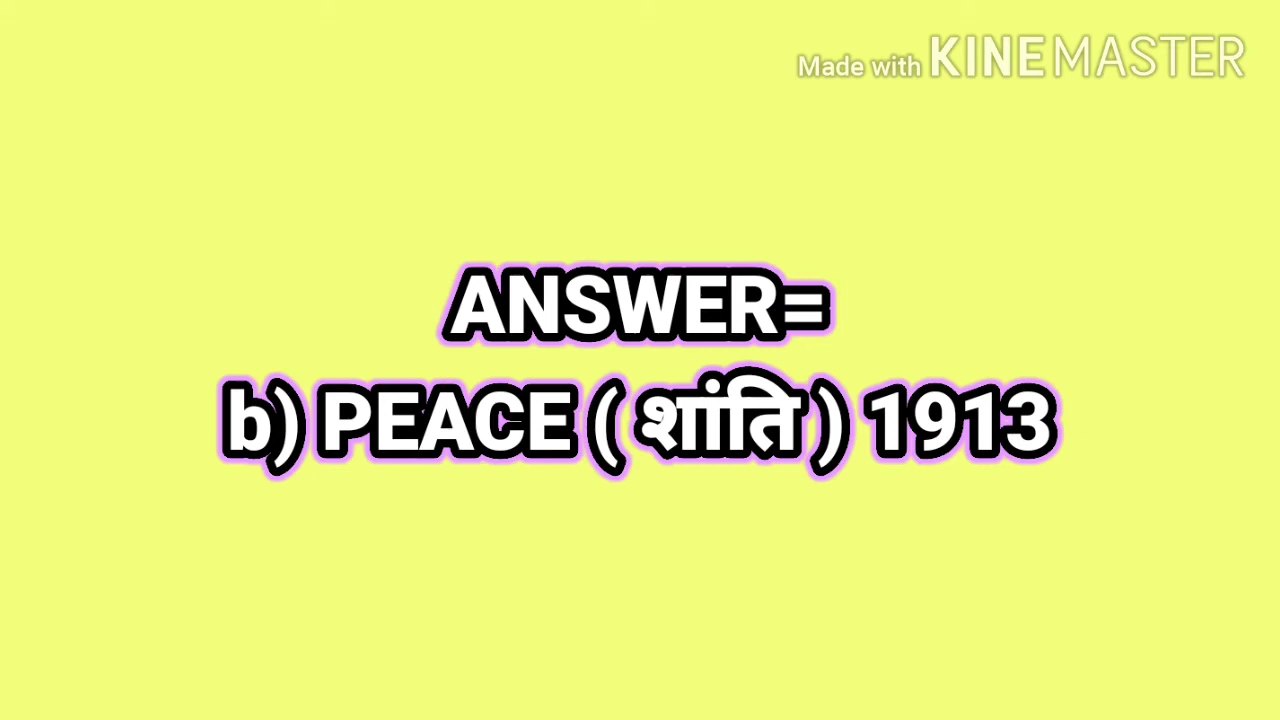 Made with KINEMASTER
ANSWER=
b) PEACE ( शांति ) 1913